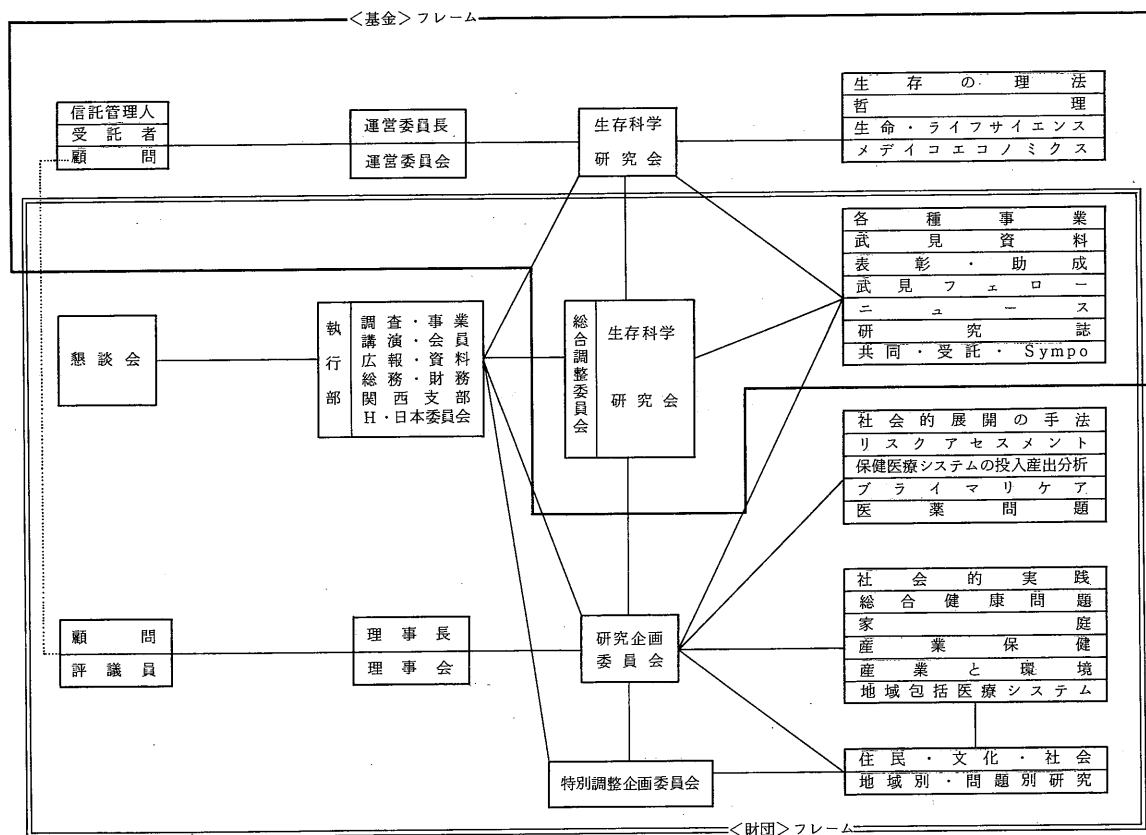 ＜基金＞フレーム
信託管理人
受託者
顧問
運営委員長
運営委員会
生存科学
研究会
生存の理法
哲理
生命・ライフサイエンス
メデイコエコノミクス
各種事業
武見資料
表彰・助成
武見フェロー
ニュース
研究誌
共同・受託・Sympo
懇談会
執行部
調査・事業
講演・会員
広報・資料
総務・財務
関西支部
H・日本委員会
総合調整委員会
生存科学
研究会
社会的展開の手法
リスクアセスメント
保健医療システムの投入産出分析
プライマリケア
医薬問題
顧問
評議員
理事長
理事会
研究企画
委員会
社会的実践
総合健康問題
家庭
産業保健
産業と環境
地域包括医療システム
特別調整企画委員会
住民・文化・社会
地域別・問題別研究
＜財団＞フレーム